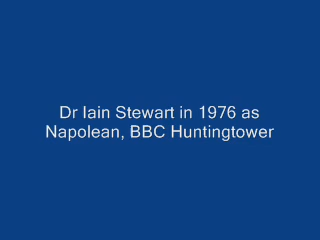 Dr Iain Stewart in 1976 as
Napolean, BBC Huntingtower